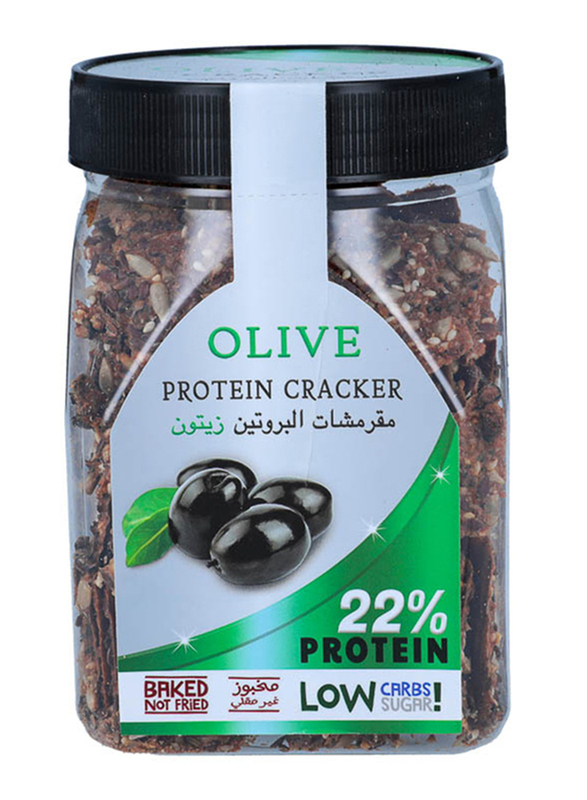 OLIVE
PROTEIN CRACKER
مقرمشات البروتين زيتون
22%
PROTEIN
BAKED
NOT FRIED
مخبوز
غير مقلي
LOW CARBS SUGAR!